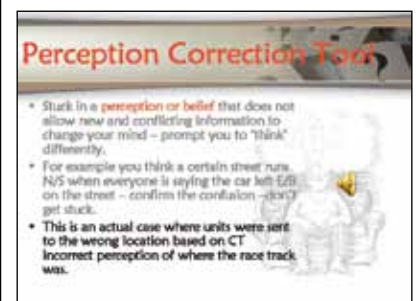 Perception Correction Tool
• Stuck in a perception or belief that does not
allow new and conflicting information to
change your mind – prompt you to "think"
differently.
• For example you think a certain street runs
N/S when everyone is saying the car left E/B
on the street – confirm the confusion – don't
get stuck.
• This is an actual case where units were sent
to the wrong location based on CT
incorrect perception of where the race track
was.